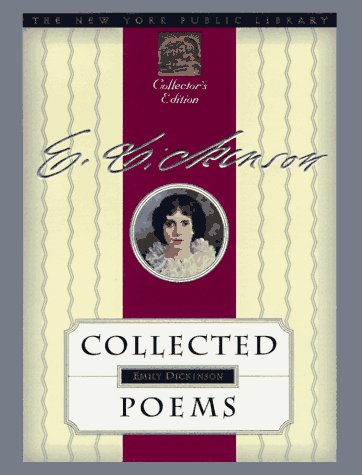 THE NEW YORK PUBLIC LIBRARY
Collector's
Edition
E. Dickinson
COLLECTED
EMILY DICKINSON
POEMS